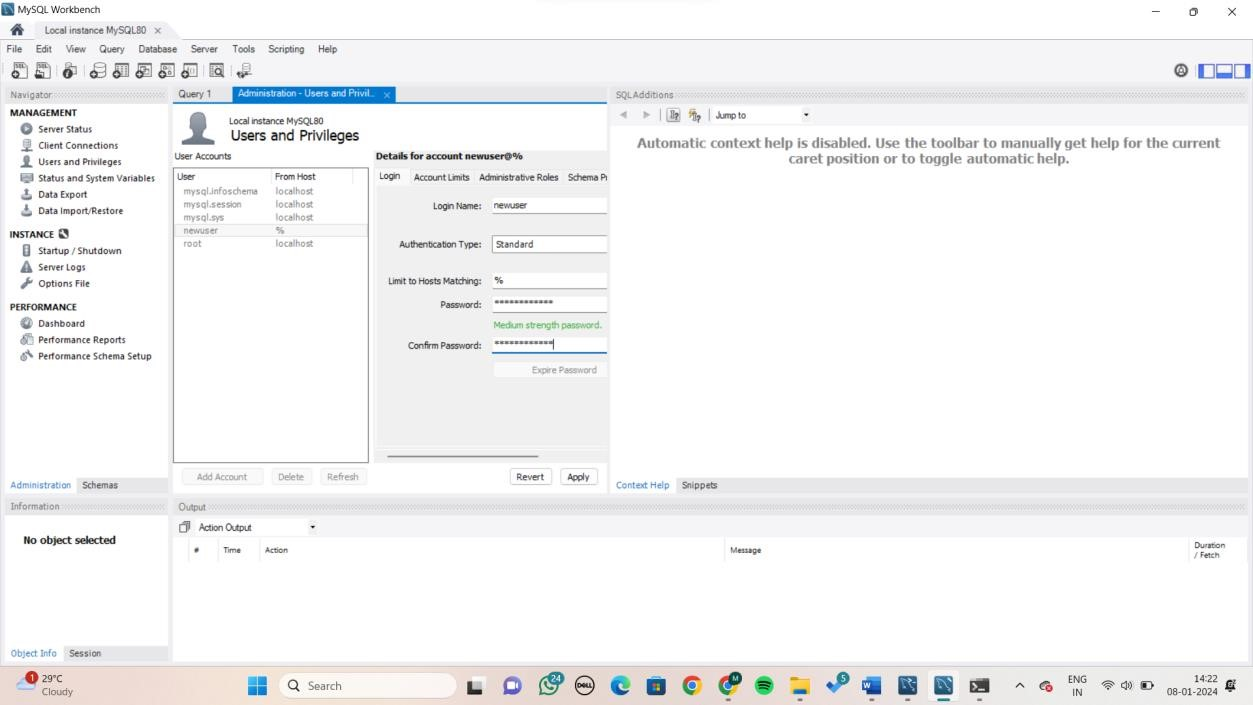 MySQL Workbench
Local instance MySQL80
File Edit View Query Database Server Tools Scripting Help
Navigator
MANAGEMENT
Server Status
Client Connections
Users and Privileges
Status and System Variables
Data Export
Data Import/Restore
INSTANCE
Startup / Shutdown
Server Logs
Options File
PERFORMANCE
Dashboard
Performance Reports
Performance Schema Setup
Administration Schemas
Query 1 Administration - Users and Privil...
Local instance MySQL80
Users and Privileges
User Accounts
User From Host
mysql.infoschema localhost
mysql.session localhost
mysql.sys localhost
newuser %
root localhost
Add Account Delete Refresh
Details for account newuser@%
Login Account Limits Administrative Roles Schema Pr
Login Name: newuser
Authentication Type: Standard
Limit to Hosts Matching: %
Password: ************
Medium strength password.
Confirm Password: ************
Expire Password
Revert Apply
SQLAdditions
Jump to
Automatic context help is disabled. Use the toolbar to manually get help for the current
caret position or to toggle automatic help.
Context Help Snippets
Information
No object selected
Object Info Session
Output
Action Output
# Time Action Message Duration / Fetch
1
29°C
Cloudy
Search
24
DELL
M
5
W
ENG
IN
14:22
08-01-2024